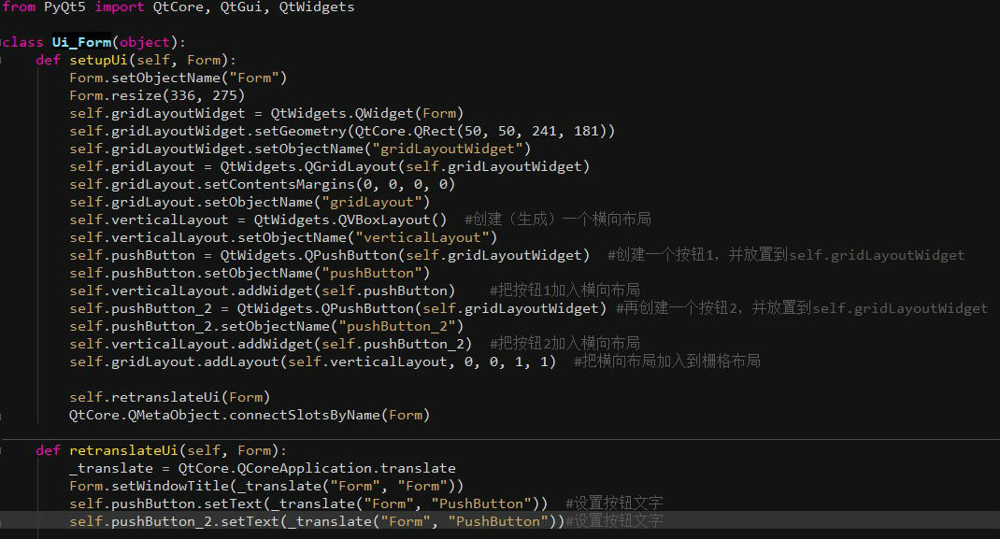 from PyQt5 import QtCore, QtGui, QtWidgets
class Ui_Form(object):
def setupUi(self, Form):
Form.setObjectName("Form")
Form.resize(336, 275)
self.gridLayoutWidget = QtWidgets.QWidget(Form)
self.gridLayoutWidget.setGeometry(QtCore.QRect(50, 50, 241, 181))
self.gridLayoutWidget.setObjectName("gridLayoutWidget")
self.gridLayout = QtWidgets.QGridLayout(self.gridLayoutWidget)
self.gridLayout.setContentsMargins(0, 0, 0, 0)
self.gridLayout.setObjectName("gridLayout")
self.verticalLayout = QtWidgets.QVBoxLayout()  #创建（生成）一个横向布局
self.verticalLayout.setObjectName("verticalLayout")
self.pushButton = QtWidgets.QPushButton(self.gridLayoutWidget)  #创建一个按钮1，并放置到self.gridLayoutWidget
self.pushButton.setObjectName("pushButton")
self.verticalLayout.addWidget(self.pushButton)    #把按钮1加入横向布局
self.pushButton_2 = QtWidgets.QPushButton(self.gridLayoutWidget) #再创建一个按钮2，并放置到self.gridLayoutWidget
self.pushButton_2.setObjectName("pushButton_2")
self.verticalLayout.addWidget(self.pushButton_2)  #把按钮2加入横向布局
self.gridLayout.addLayout(self.verticalLayout, 0, 0, 1, 1)  #把横向布局加入到栅格布局
self.retranslateUi(Form)
QtCore.QMetaObject.connectSlotsByName(Form)
def retranslateUi(self, Form):
_translate = QtCore.QCoreApplication.translate
Form.setWindowTitle(_translate("Form", "Form"))
self.pushButton.setText(_translate("Form", "PushButton"))  #设置按钮文字
self.pushButton_2.setText(_translate("Form", "PushButton"))#设置按钮文字